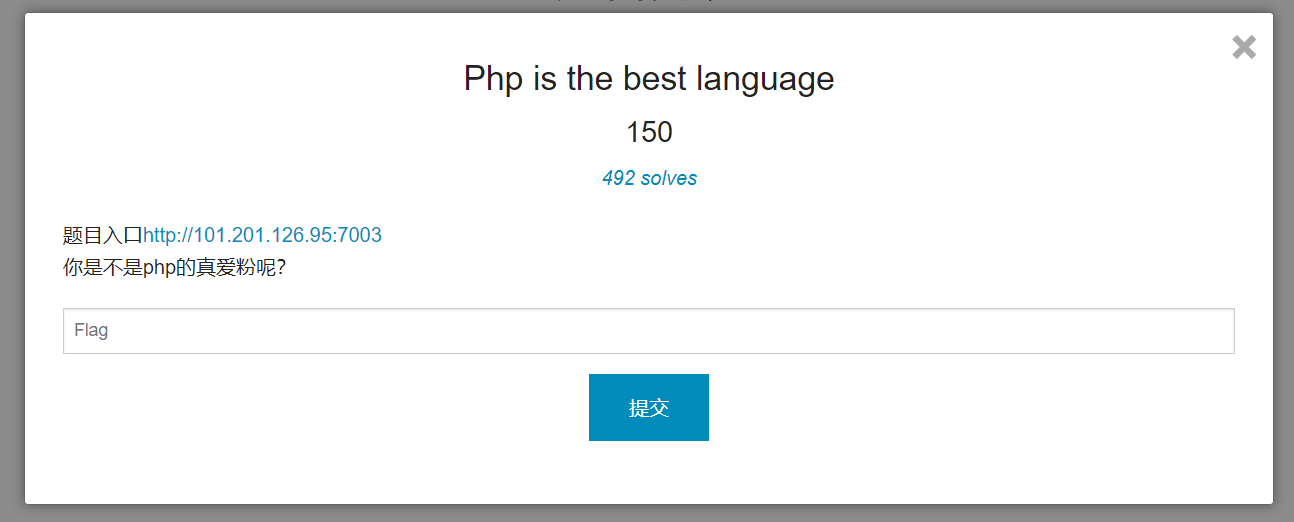 Php is the best language
150
492 solves
题目入口http://101.201.126.95:7003
你是不是php的真爱粉呢?
Flag
提交